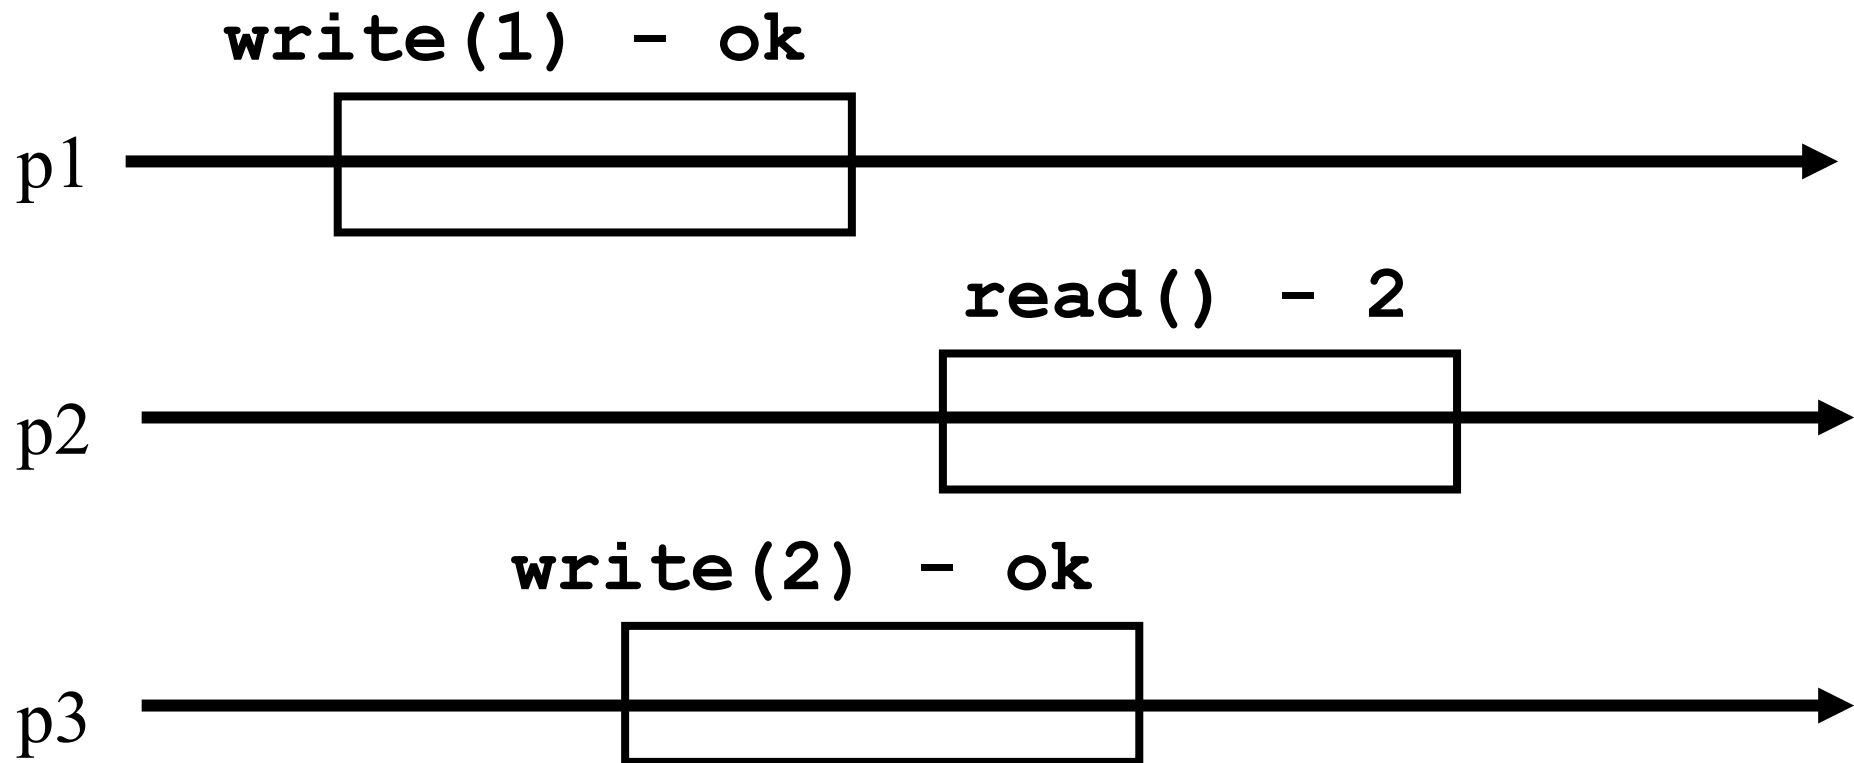 write(1) - ok
p1
read() - 2
p2
write(2) - ok
p3